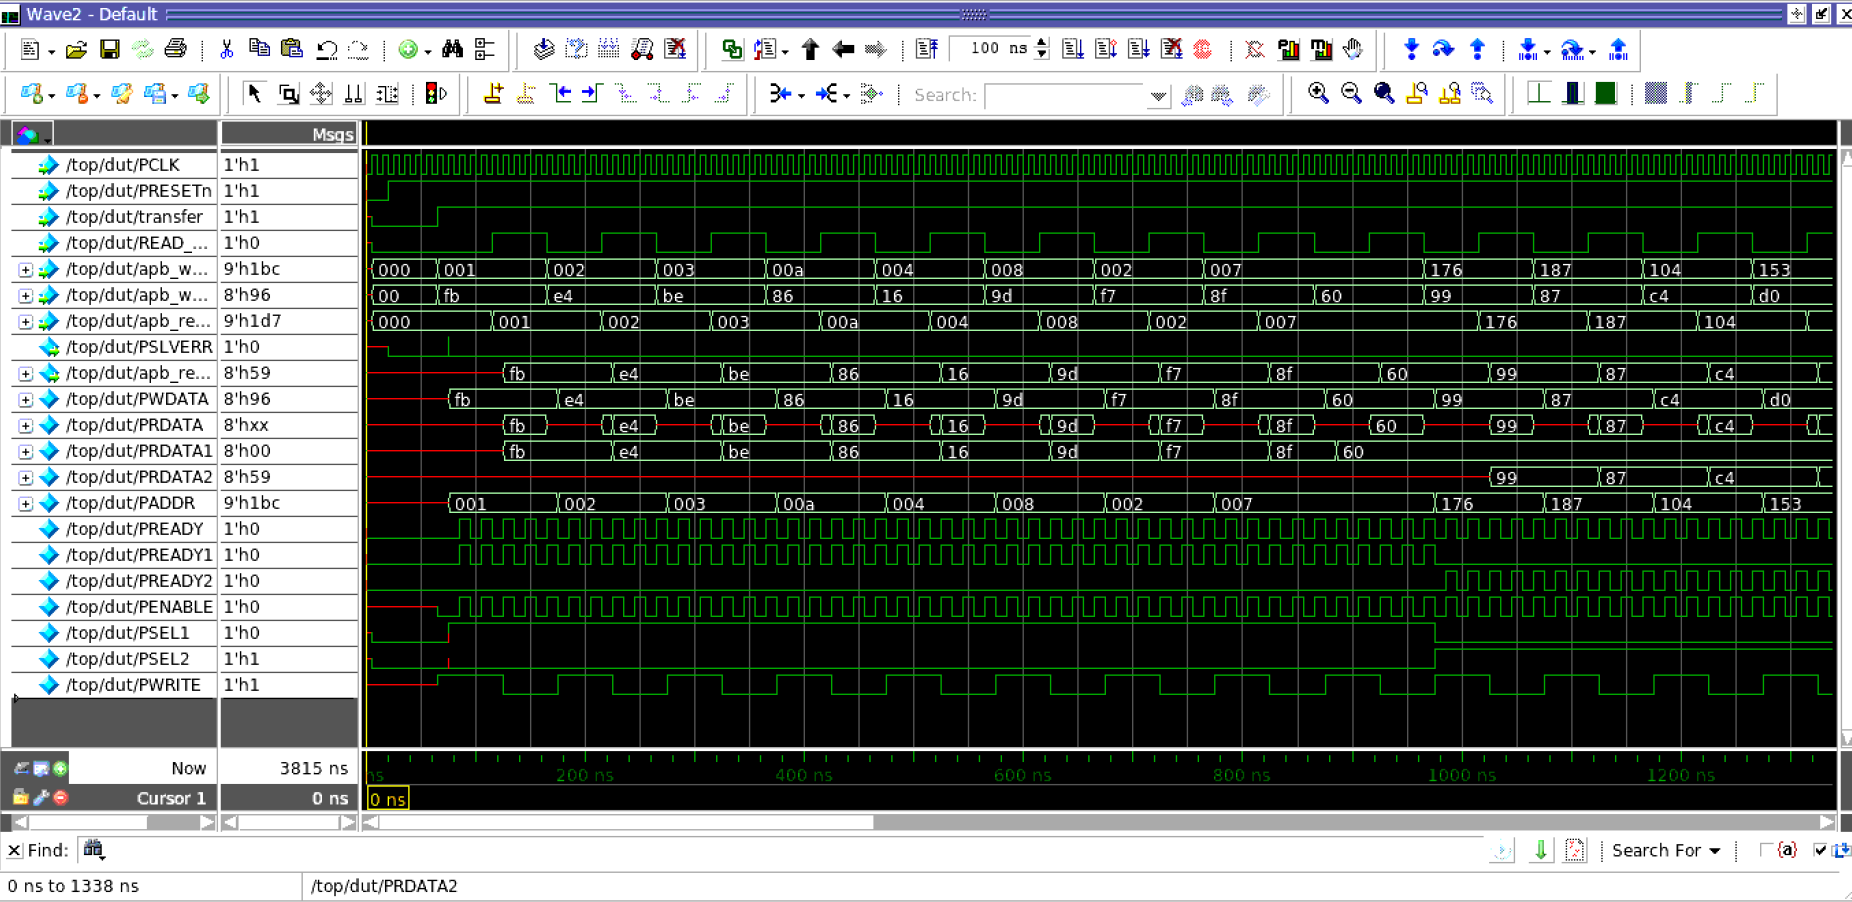 Wave2 - Default
100 ns
Search:
Msgs
/top/dut/PCLK 1'h1
/top/dut/PRESETn 1'h1
/top/dut/transfer 1'h1
/top/dut/READ_... 1'h0
/top/dut/apb_w... 9'h1bc 000 001 002 003 00a 004 008 002 007 176 187 104 153
/top/dut/apb_w... 8'h96 00 fb e4 be 86 16 9d f7 8f 60 99 87 c4 d0
/top/dut/apb_re... 9'h1d7 000 001 002 003 00a 004 008 002 007 176 187 104
/top/dut/PSLVERR 1'h0
/top/dut/apb_re... 8'h59 fb e4 be 86 16 9d f7 8f 60 99 87 c4
/top/dut/PWDATA 8'h96 fb e4 be 86 16 9d f7 8f 60 99 87 c4 d0
/top/dut/PRDATA 8'hxx fb e4 be 86 16 9d f7 8f 60 99 87 c4
/top/dut/PRDATA1 8'h00 fb e4 be 86 16 9d f7 8f 60
/top/dut/PRDATA2 8'h59 99 87 c4
/top/dut/PADDR 9'h1bc 001 002 003 00a 004 008 002 007 176 187 104 153
/top/dut/PREADY 1'h0
/top/dut/PREADY1 1'h0
/top/dut/PREADY2 1'h0
/top/dut/PENABLE 1'h0
/top/dut/PSEL1 1'h0
/top/dut/PSEL2 1'h1
/top/dut/PWRITE 1'h1
Now 3815 ns ns 200 ns 400 ns 600 ns 800 ns 1000 ns 1200 ns
Cursor 1 0 ns 0 ns
Find: Search For {a}
0 ns to 1338 ns /top/dut/PRDATA2